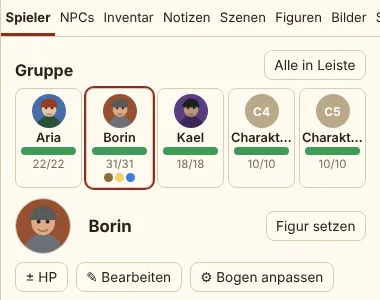 Spieler NPCs Inventar Notizen Szenen Figuren Bilder
Gruppe
Alle in Leiste
C4 C5
Aria Borin Kael Charakt... Charakt...
22/22 31/31 18/18 10/10 10/10
Borin
Figur setzen
± HP ✎ Bearbeiten ⚙ Bogen anpassen